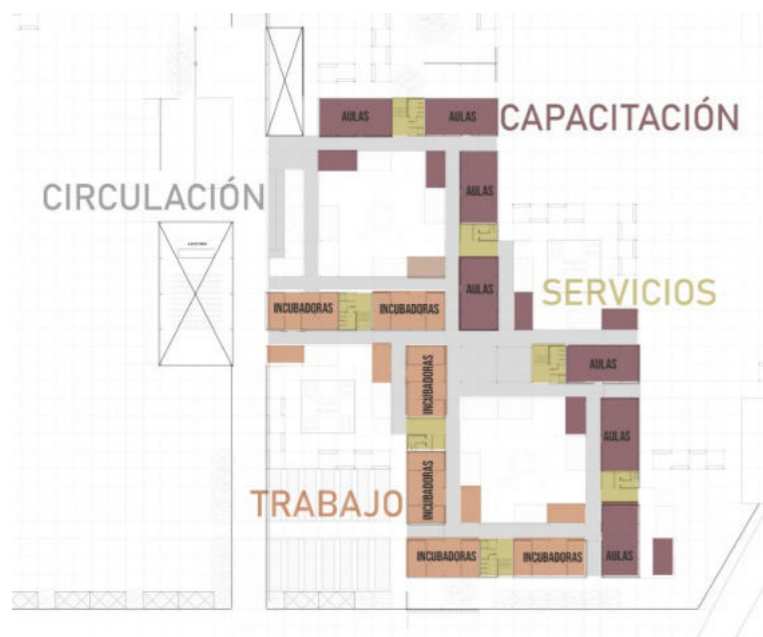 AULAS
AULAS
CAPACITACIÓN
AULAS
CIRCULACIÓN
AULAS
SERVICIOS
INCUBADORAS
INCUBADORAS
INCUBADORAS
AULAS
AULAS
INCUBADORAS
TRABAJO
INCUBADORAS
INCUBADORAS
AULAS